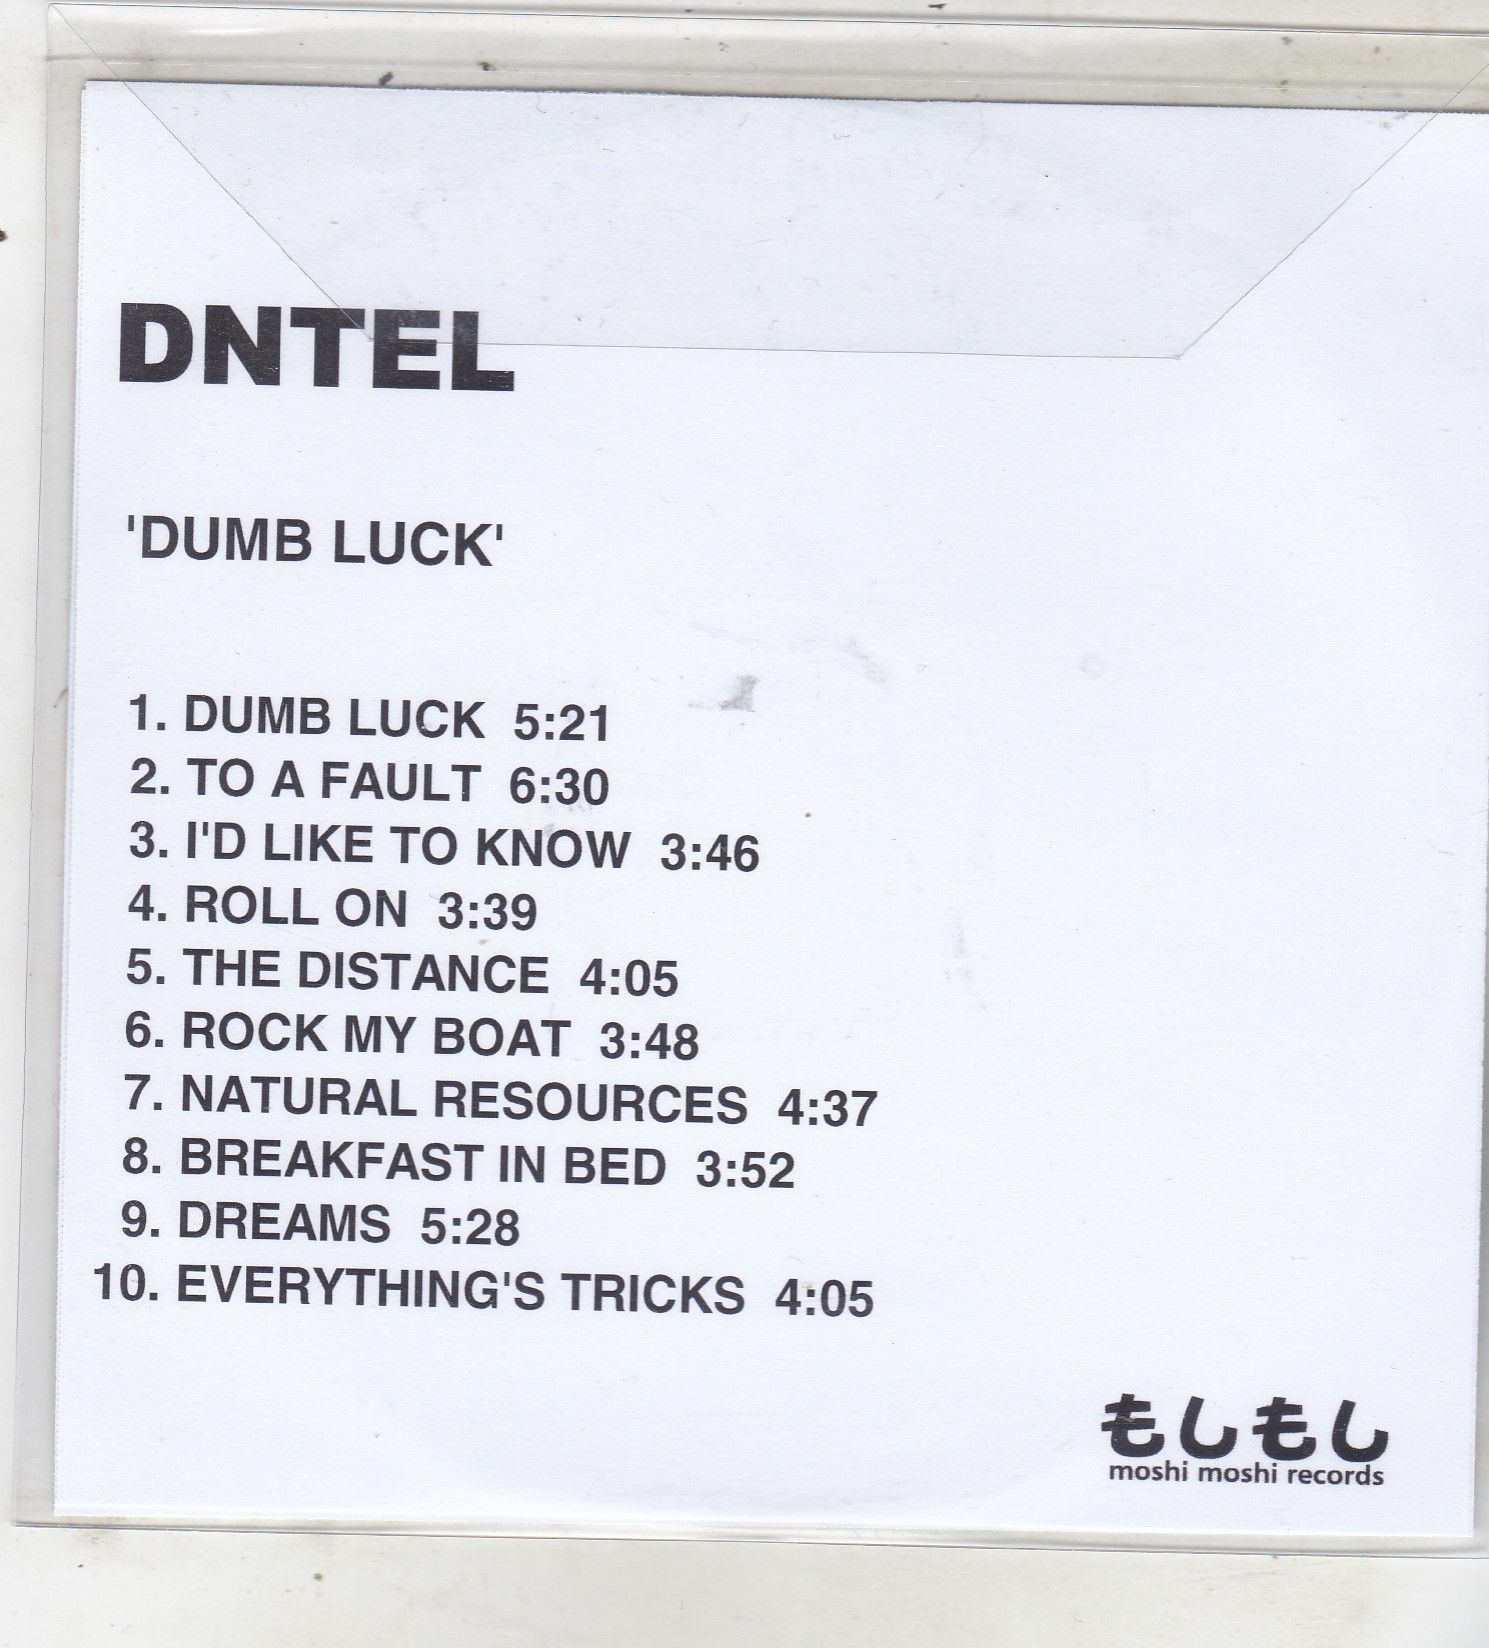 DNTEL
'DUMB LUCK'
1. DUMB LUCK 5:21
2. TO A FAULT 6:30
3. I'D LIKE TO KNOW 3:46
4. ROLL ON 3:39
5. THE DISTANCE 4:05
6. ROCK MY BOAT 3:48
7. NATURAL RESOURCES 4:37
8. BREAKFAST IN BED 3:52
9. DREAMS 5:28
10. EVERYTHING'S TRICKS 4:05
もしもし
moshi moshi records